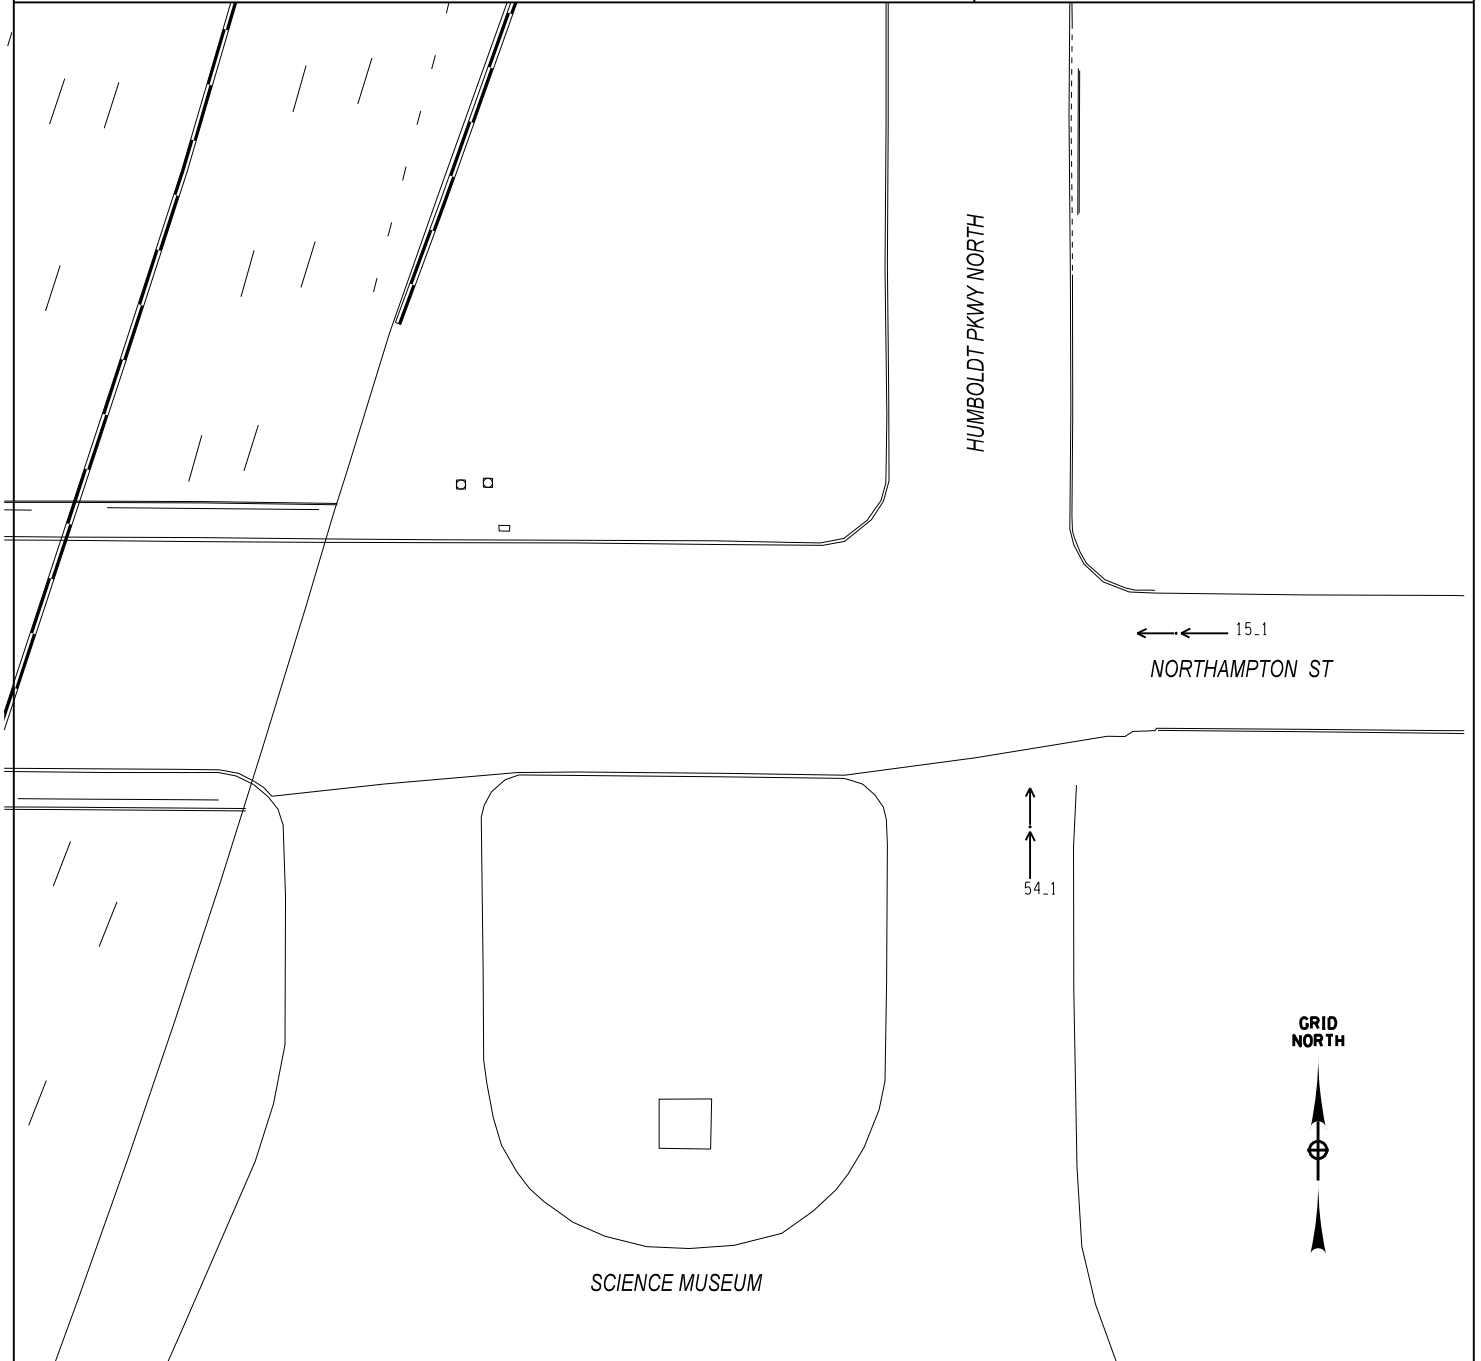 HUMBOLDT PKWY NORTH
15_1
NORTHAMPTON ST
54_1
GRID
NORTH
SCIENCE MUSEUM